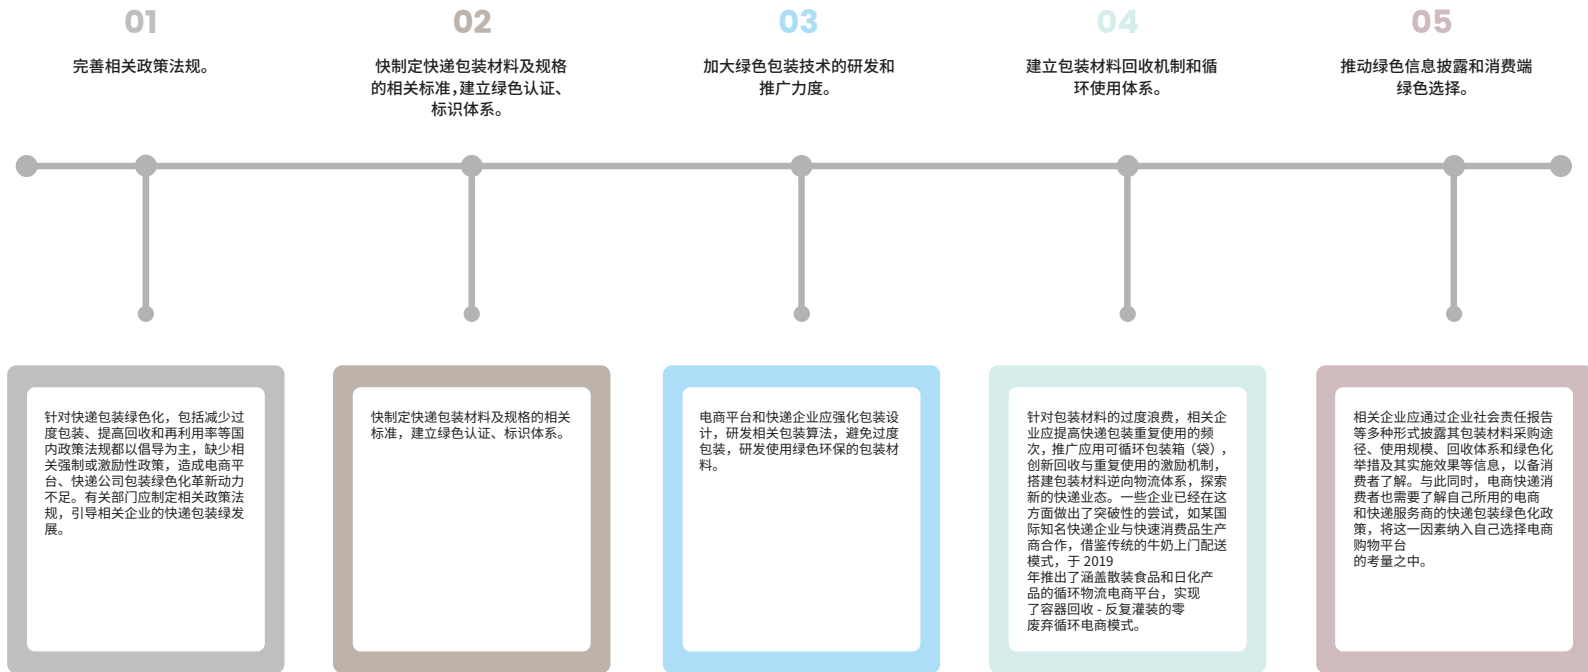 01
完善相关政策法规。
02
快制定快递包装材料及规格
的相关标准,建立绿色认证、
标识体系。
03
加大绿色包装技术的研发和
推广力度。
04
建立包装材料回收机制和循
环使用体系。
05
推动绿色信息披露和消费端
绿色选择。
针对快递包装绿色化，包括减少过
度包装、提高回收和再利用率等国
内政策法规都以倡导为主，缺少相
关强制或激励性政策，造成电商平
台、快递公司包装绿色化革新动力
不足。有关部门应制定相关政策法
规，引导相关企业的快递包装绿发
展。
快制定快递包装材料及规格的相关
标准，建立绿色认证、标识体系。
电商平台和快递企业应强化包装设
计，研发相关包装算法，避免过度
包装，研发使用绿色环保的包装材
料。
针对包装材料的过度浪费，相关企
业应提高快递包装重复使用的频
次，推广应用可循环包装箱（袋），
创新回收与重复使用的激励机制，
搭建包装材料逆向物流体系，探索
新的快递业态。一些企业已经在这
方面做出了突破性的尝试，如某国
际知名快递企业与快速消费品生产
商合作，借鉴传统的牛奶上门配送
模式，于 2019
年推出了涵盖散装食品和日化产
品的循环物流电商平台，实现
了容器回收 - 反复灌装的零
废弃循环电商模式。
相关企业应通过企业社会责任报告
等多种形式披露其包装材料采购途
径、使用规模、回收体系和绿色化
举措及其实施效果等信息，以备消
费者了解。与此同时，电商快递消
费者也需要了解自己所用的电商
和快递服务商的快递包装绿色化政
策，将这一因素纳入自己选择电商
购物平台
的考量之中。